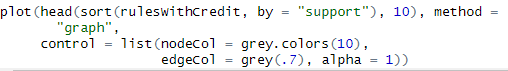 plot(head(sort(rulesWithCredit, by = "support"), 10), method =
"graph",
control = list(nodeCol = grey.colors(10),
edgeCol = grey(.7), alpha = 1))